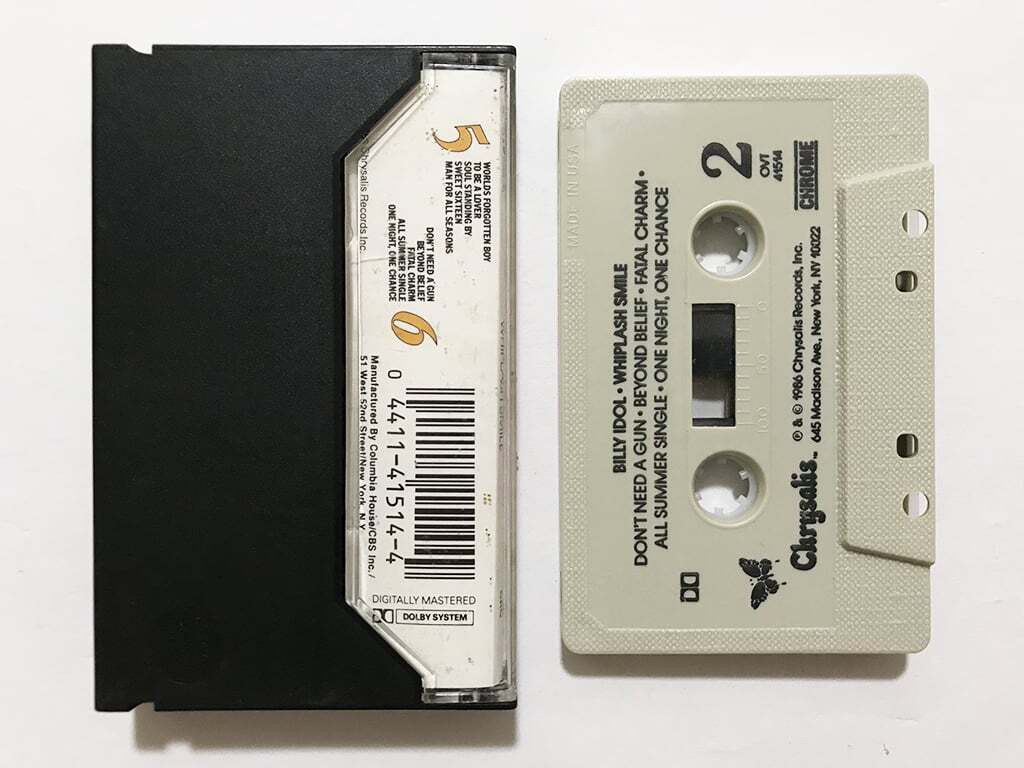 Chrysalis Records Inc.
5
WORLDS FORGOTTEN BOY
TO BE A LOVER
SOUL STANDING BY
SWEET SIXTEEN
MAN FOR ALL SEASONS
DON'T NEED A GUN
BEYOND BELIEF
FATAL CHARM
ALL SUMMER SINGLE
ONE NIGHT, ONE CHANCE
6
0 4411-41514-4
Manufactured By Columbia House/CBS Inc./
51 West 52nd Street/New York, N.Y.
DIGITALLY MASTERED
DOLBY SYSTEM
MADE IN USA
BILLY IDOL • WHIPLASH SMILE
DON'T NEED A GUN • BEYOND BELIEF • FATAL CHARM •
ALL SUMMER SINGLE • ONE NIGHT, ONE CHANCE
2
OVT
41514
100 50 0
CHROME
℗ & © 1986 Chrysalis Records, Inc.
Chrysalis™ 645 Madison Ave., New York, NY 10022